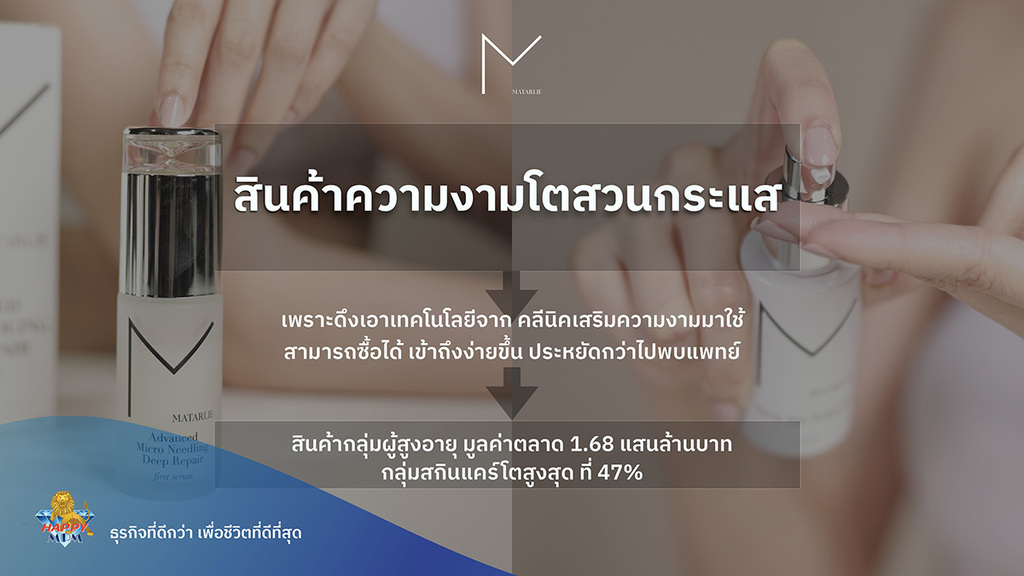 MATARLIE
สินค้าความงามโตสวนกระแส
เพราะดึงเอาเทคโนโลยีจาก คลีนิคเสริมความงามมาใช้
สามารถซื้อได้ เข้าถึงง่ายขึ้น ประหยัดกว่าไปพบแพทย์
สินค้ากลุ่มผู้สูงอายุ มูลค่าตลาด 1.68 แสนล้านบาท
กลุ่มสกินแคร์โตสูงสุด ที่ 47%
MATARLIE
Advanced
Micro Needling
Deep Repair
first serum
HAPPY
MPM
ธุรกิจที่ดีกว่า เพื่อชีวิตที่ดีที่สุด